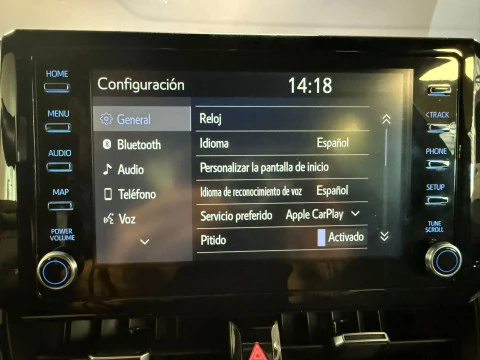 HOME
MENU
AUDIO
MAP
POWER
VOLUME
Configuración
14:18
General
Bluetooth
Audio
Teléfono
Voz
Reloj
Idioma Español
Personalizar la pantalla de inicio
Idioma de reconocimiento de voz Español
Servicio preferido Apple CarPlay
Pitido Activado
<TRACK
PHONE
SETUP
TUNE
SCROLL